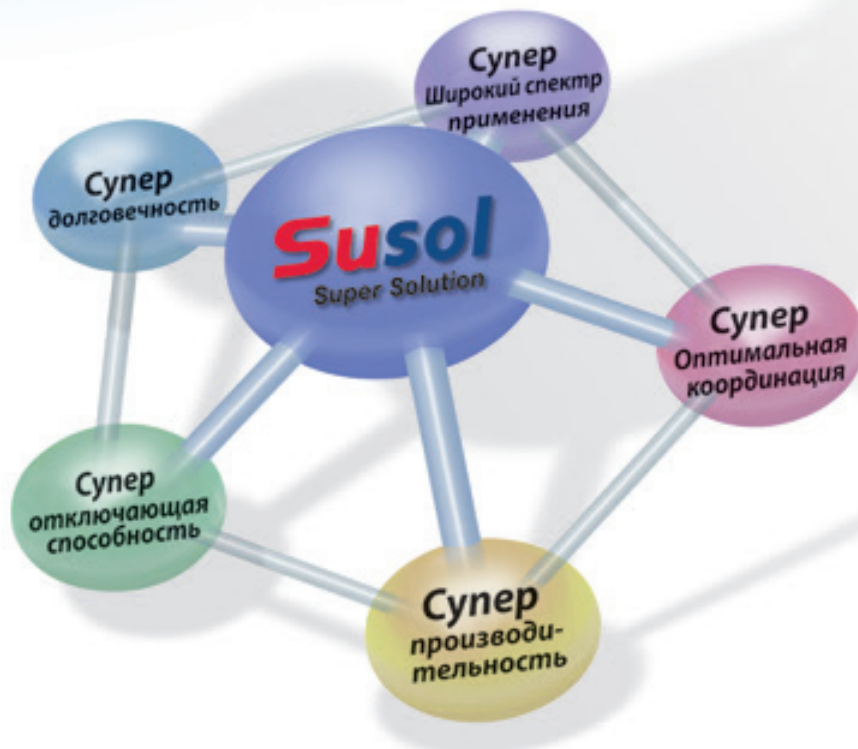 Супер
Широкий спектр
применения
Супер
долговечность
Susol
Super Solution
Супер
Оптимальная
координация
Супер
отключающая
способность
Супер
производи-
тельность